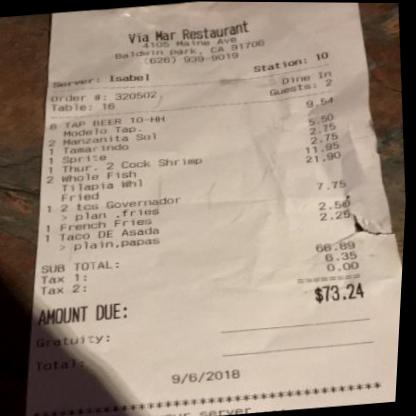 Via Mar Restaurant
4105 Maine Ave
Baldwin Park, CA 91706
(626) 939-9019
Server: Isabel Station: 10
Order #: 320502 Dine In
Table: 16 Guests: 2
6 TAP BEER 10-HH 9.54
Modelo Tap.
2 Manzanita Sol 5.50
1 Tamarindo 2.75
1 Sprite 2.75
1 Thur. 2 Cock Shrimp 11.95
2 Whole Fish 21.90
Tilapia Whl
Fried
1 2 tcs Governador 7.75
> plan .fries
1 French Fries 2.50
1 Taco DE Asada 2.25
> plain,papas
SUB TOTAL: 66.89
Tax 1: 6.35
Tax 2: 0.00
========
AMOUNT DUE: $73.24
Gratuity:
Total:
9/6/2018
server